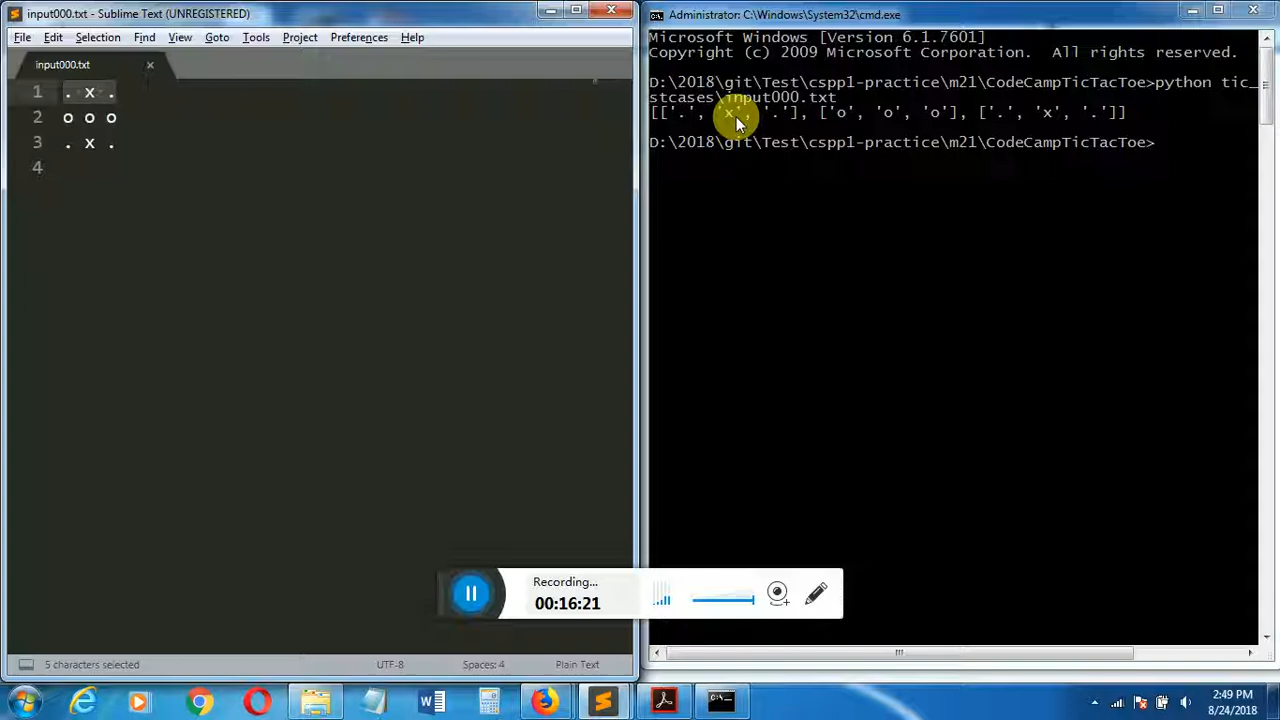 input000.txt - Sublime Text (UNREGISTERED)
File Edit Selection Find View Goto Tools Project Preferences Help
input000.txt
1 . x .
2 o o o
3 . x .
4
5 characters selected UTF-8 Spaces: 4 Plain Text
Administrator: C:\Windows\System32\cmd.exe
Microsoft Windows [Version 6.1.7601]
Copyright (c) 2009 Microsoft Corporation. All rights reserved.
D:\2018\git\Test\cspp1-practice\m21\CodeCampTicTacToe>python tic_
stcases\input000.txt
[['.', 'x', '.'], ['o', 'o', 'o'], ['.', 'x', '.']]
D:\2018\git\Test\cspp1-practice\m21\CodeCampTicTacToe>
Recording...
00:16:21
2:49 PM
8/24/2018